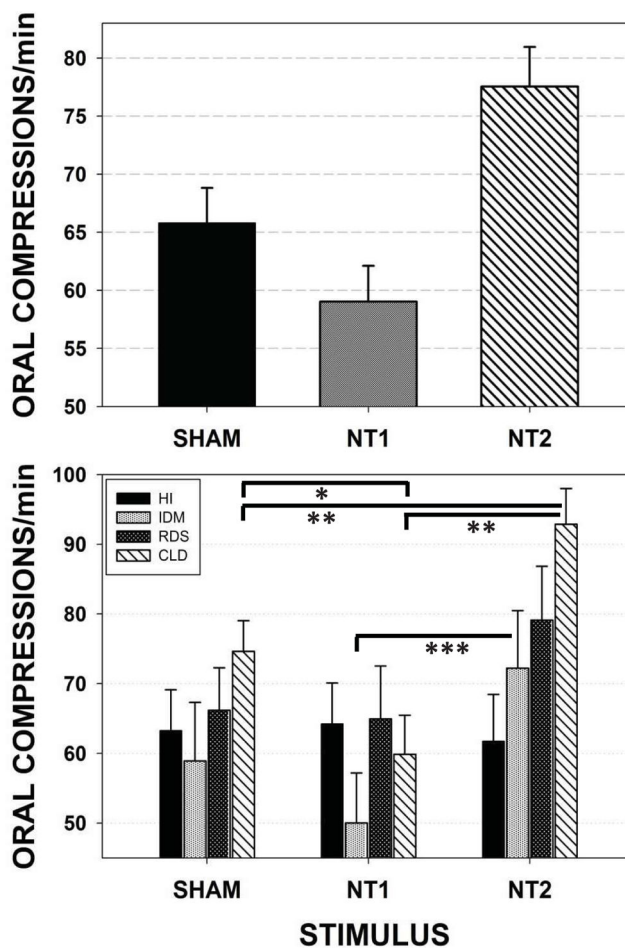 ORAL COMPRESSIONS/min
80
75
70
65
60
55
50
SHAM NT1 NT2
ORAL COMPRESSIONS/min
100
90
80
70
60
50
HI
IDM
RDS
CLD
*
** **
***
SHAM NT1 NT2
STIMULUS